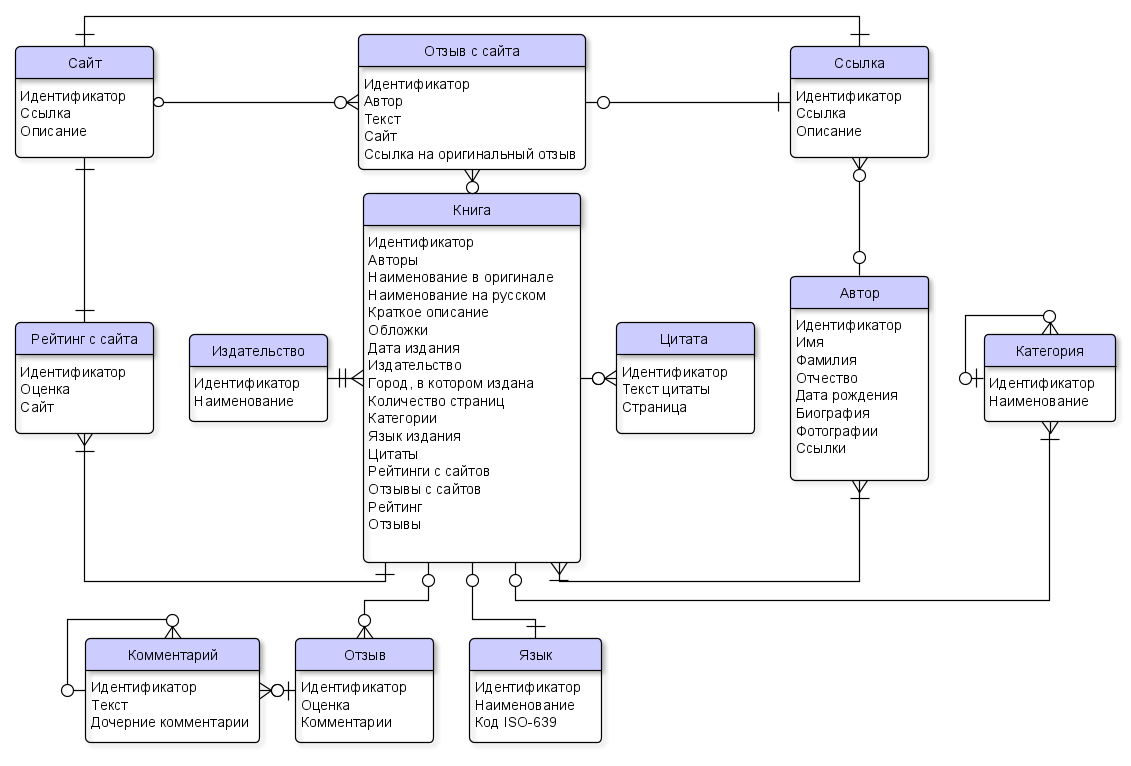 Сайт
Идентификатор
Ссылка
Описание
Отзыв с сайта
Идентификатор
Автор
Текст
Сайт
Ссылка на оригинальный отзыв
Ссылка
Идентификатор
Ссылка
Описание
Книга
Идентификатор
Авторы
Наименование в оригинале
Наименование на русском
Краткое описание
Обложки
Дата издания
Издательство
Город, в котором издана
Количество страниц
Категории
Язык издания
Цитаты
Рейтинги с сайтов
Отзывы с сайтов
Рейтинг
Отзывы
Рейтинг с сайта
Идентификатор
Оценка
Сайт
Издательство
Идентификатор
Наименование
Цитата
Идентификатор
Текст цитаты
Страница
Автор
Идентификатор
Имя
Фамилия
Отчество
Дата рождения
Биография
Фотографии
Ссылки
Категория
Идентификатор
Наименование
Комментарий
Идентификатор
Текст
Дочерние комментарии
Отзыв
Идентификатор
Оценка
Комментарии
Язык
Идентификатор
Наименование
Код ISO-639